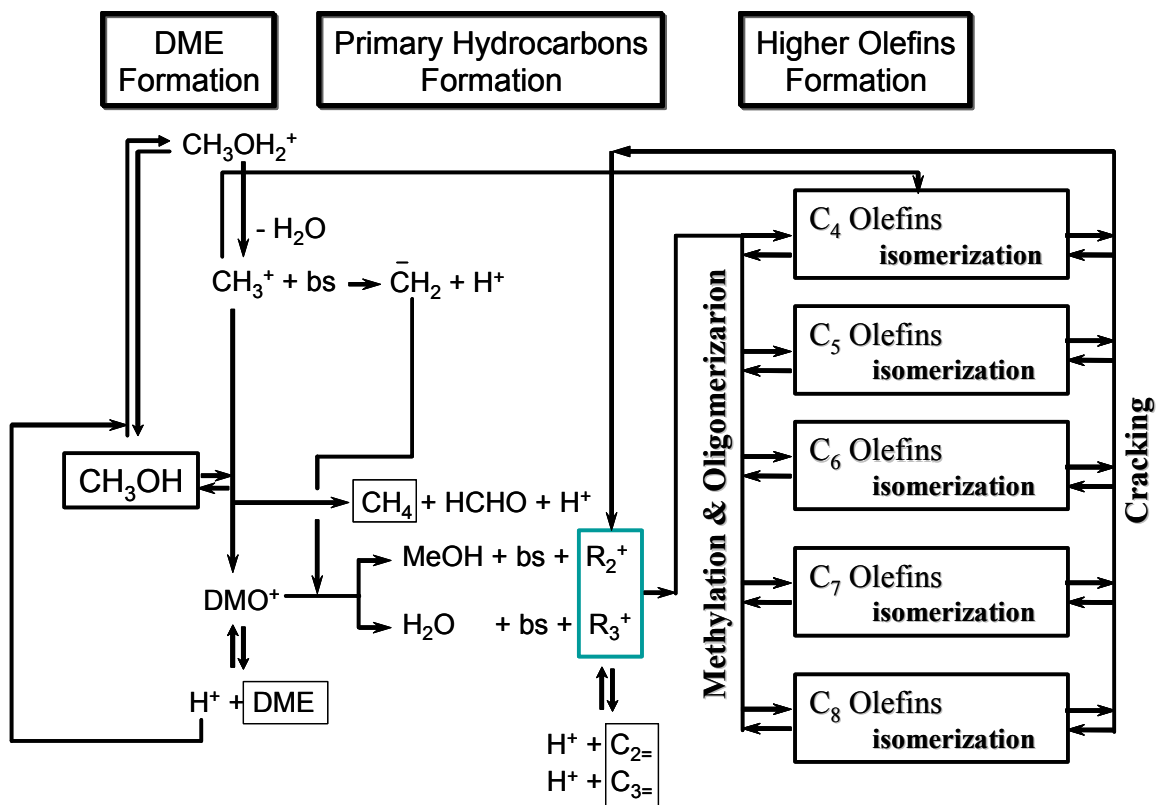 DME
Formation
Primary Hydrocarbons
Formation
Higher Olefins
Formation
CH₃OH₂⁺
- H₂O
CH₃⁺ + bs → C̅H₂ + H⁺
CH₃OH
CH₄ + HCHO + H⁺
MeOH + bs + R₂⁺
DMO⁺
H₂O + bs + R₃⁺
H⁺ + DME
H⁺ + C₂₌
H⁺ + C₃₌
Methylation & Oligomerizarion
C₄ Olefins
isomerization
C₅ Olefins
isomerization
C₆ Olefins
isomerization
C₇ Olefins
isomerization
C₈ Olefins
isomerization
Cracking